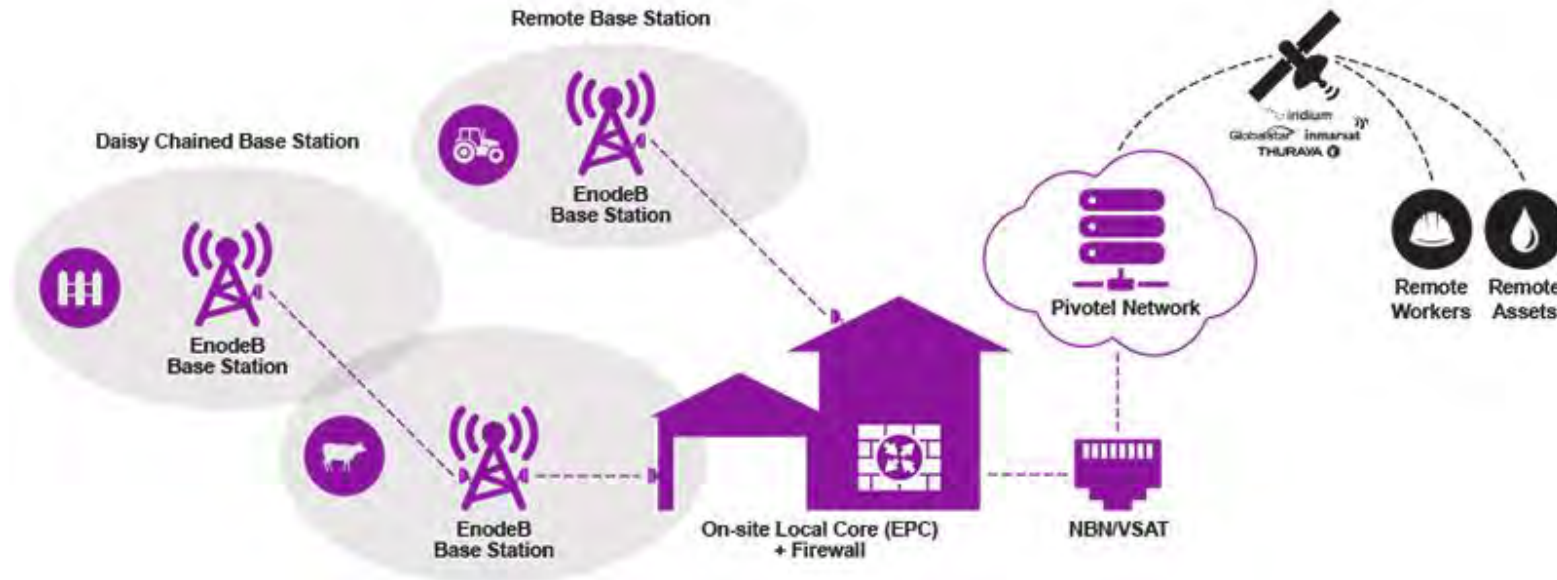 Remote Base Station
Daisy Chained Base Station
EnodeB
Base Station
EnodeB
Base Station
EnodeB
Base Station
On-site Local Core (EPC)
+ Firewall
NBN/VSAT
Pivotel Network
iridium
Globalstar inmarsat
THURAYA
Remote
Workers
Remote
Assets